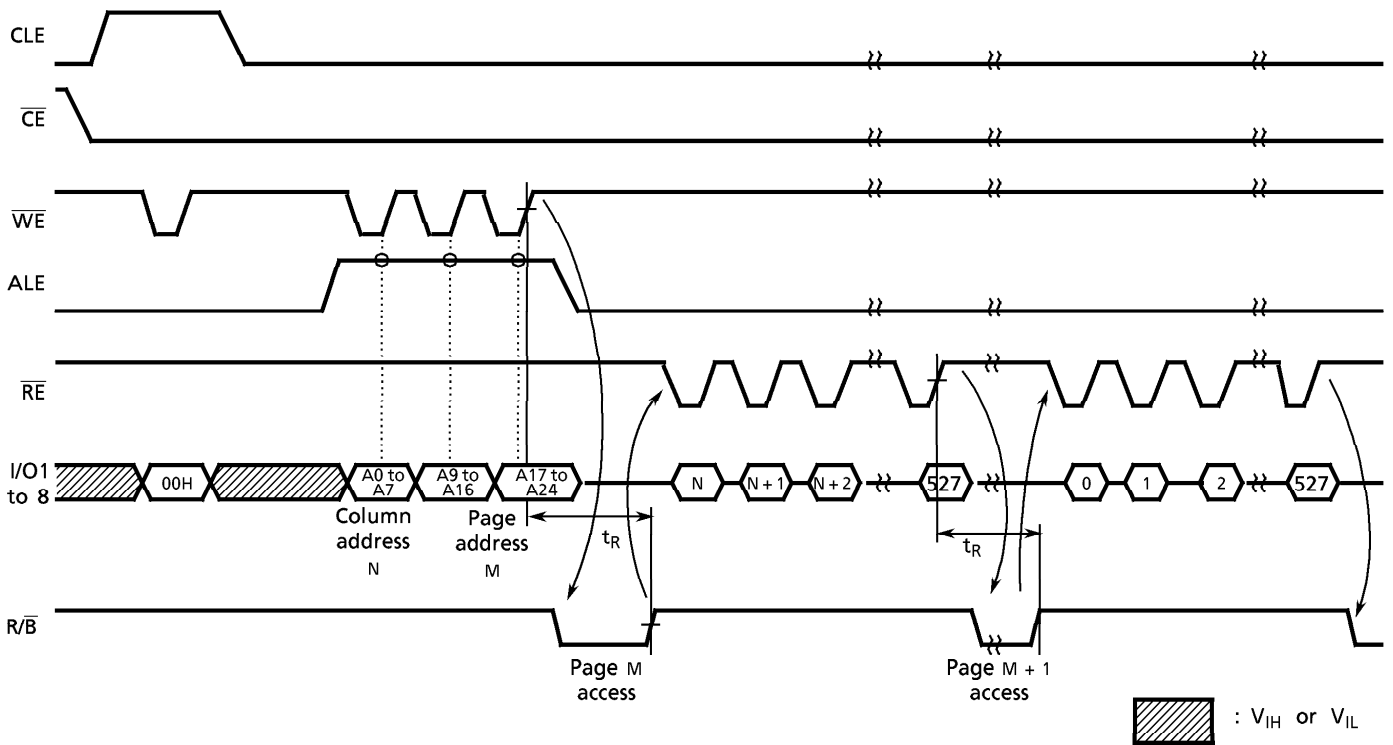 CLE
CE
WE
ALE
RE
I/O1
to 8
00H
A0 to
A7
A9 to
A16
A17 to
A24
N
N + 1
N + 2
527
0
1
2
527
Column
address
N
Page
address
M
tR
tR
R/B
Page M
access
Page M + 1
access
: VIH or VIL